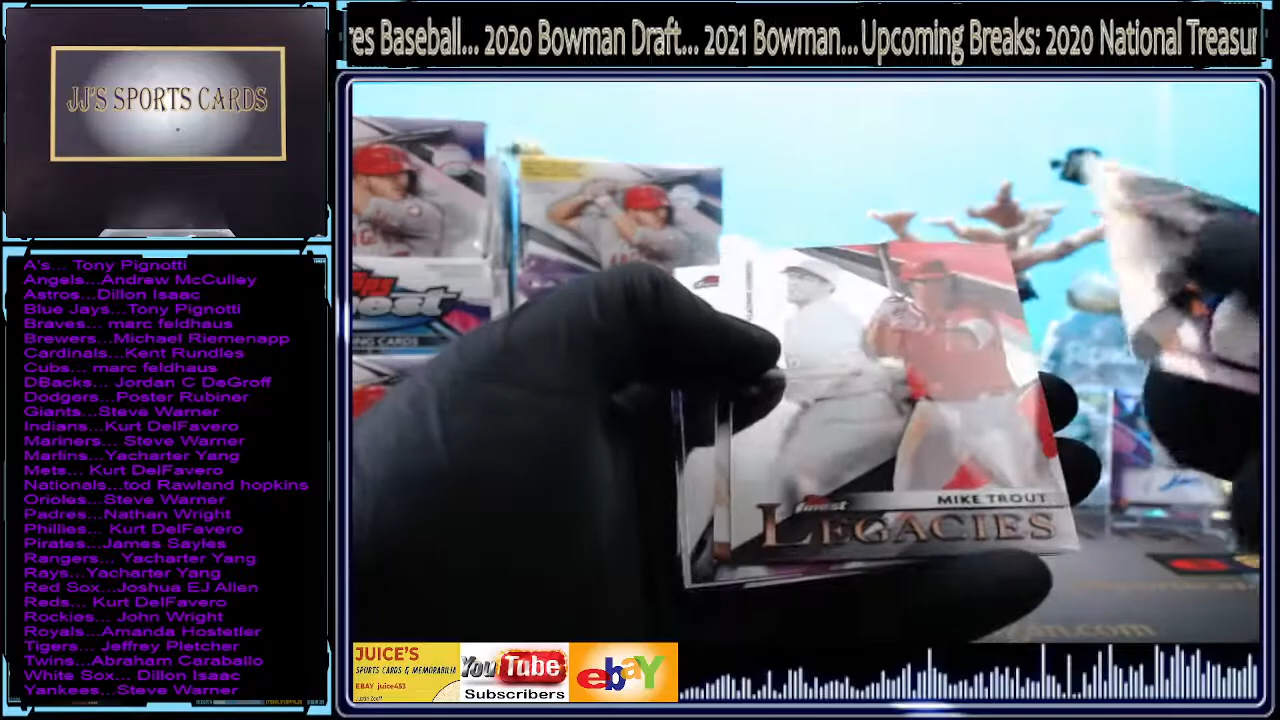 res Baseball... 2020 Bowman Draft... 2021 Bowman... Upcoming Breaks: 2020 National Treasur
JJ'S SPORTS CARDS
A's... Tony Pignotti
Angels...Andrew McCulley
Astros...Dillon Isaac
Blue Jays...Tony Pignotti
Braves... marc feldhaus
Brewers...Michael Riemenapp
Cardinals...Kent Rundles
Cubs... marc feldhaus
DBacks... Jordan C DeGroff
Dodgers...Poster Rubiner
Giants...Steve Warner
Indians...Kurt DelFavero
Mariners... Steve Warner
Marlins...Yacharter Yang
Mets... Kurt DelFavero
Nationals...tod Rawland hopkins
Orioles...Steve Warner
Padres...Nathan Wright
Phillies... Kurt DelFavero
Pirates...James Sayles
Rangers... Yacharter Yang
Rays...Yacharter Yang
Red Sox...Joshua EJ Allen
Reds... Kurt DelFavero
Rockies... John Wright
Royals...Amanda Hostetler
Tigers... Jeffrey Pletcher
Twins...Abraham Caraballo
White Sox... Dillon Isaac
Yankees...Steve Warner
finest
MIKE TROUT
LEGACIES
JUICE'S
SPORTS CARDS & MEMORABILIA
EBAY juice453
YouTube
Subscribers
ebaY